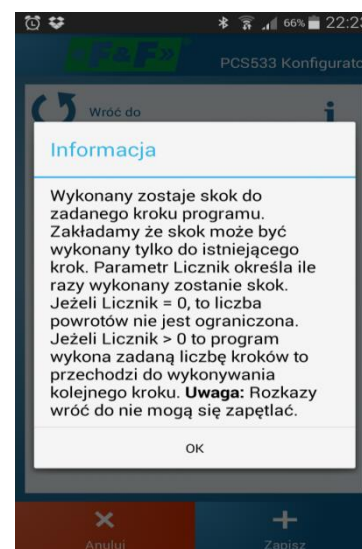 66% 22:23
F&F»
PCS533 Konfigurato
Wróć do
Informacja
Wykonany zostaje skok do
zadanego kroku programu.
Zakładamy że skok może być
wykonany tylko do istniejącego
krok. Parametr Licznik określa ile
razy wykonany zostanie skok.
Jeżeli Licznik = 0, to liczba
powrotów nie jest ograniczona.
Jeżeli Licznik > 0 to program
wykona zadaną liczbę kroków to
przechodzi do wykonywania
kolejnego kroku. Uwaga: Rozkazy
wróć do nie mogą się zapętlać.
OK
Anuluj
Zapisz